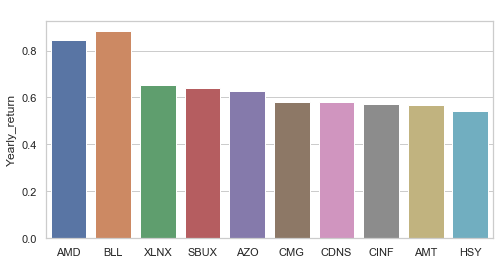 Yearly_return
0.8
0.6
0.4
0.2
0.0
AMD BLL XLNX SBUX AZO CMG CDNS CINF AMT HSY